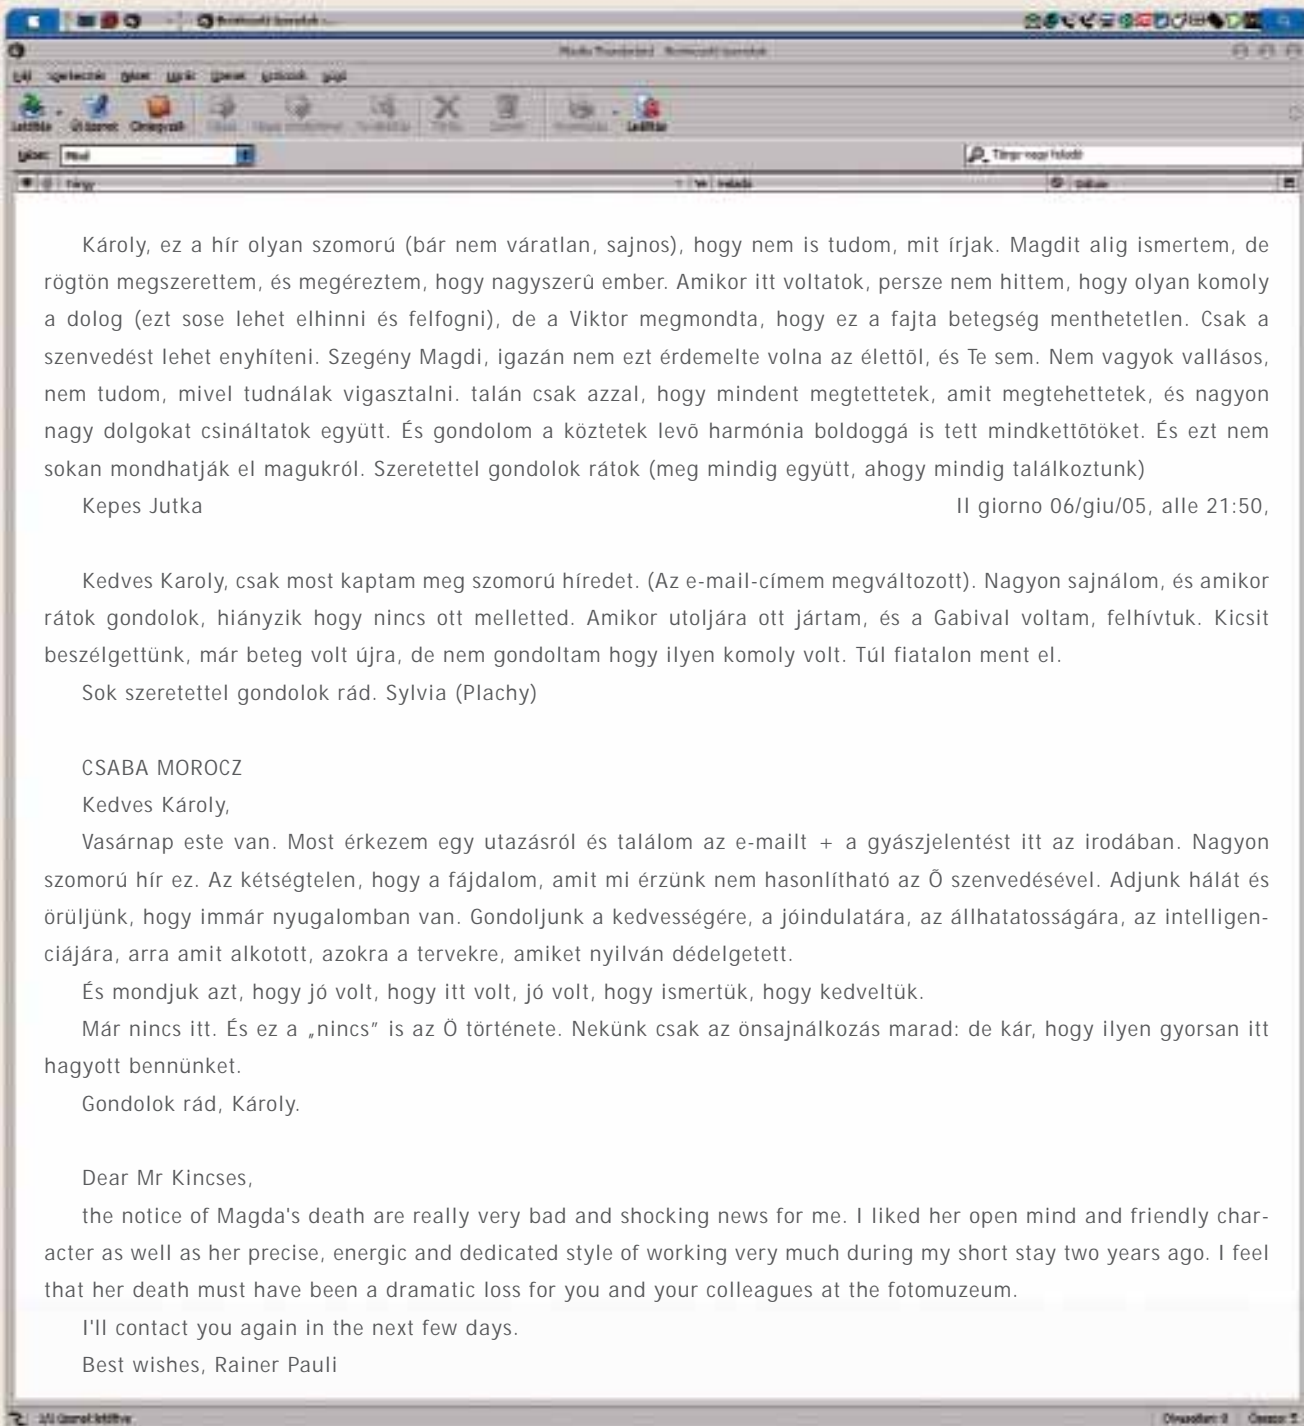 Károly, ez a hír olyan szomorú (bár nem váratlan, sajnos), hogy nem is tudom, mit írjak. Magdit alig ismertem, de
rögtön megszerettem, és megéreztem, hogy nagyszerû ember. Amikor itt voltatok, persze nem hittem, hogy olyan komoly
a dolog (ezt sose lehet elhinni és felfogni), de a Viktor megmondta, hogy ez a fajta betegség menthetetlen. Csak a
szenvedést lehet enyhíteni. Szegény Magdi, igazán nem ezt érdemelte volna az élettõl, és Te sem. Nem vagyok vallásos,
nem tudom, mivel tudnálak vigasztalni. talán csak azzal, hogy mindent megtettetek, amit megtehettetek, és nagyon
nagy dolgokat csináltatok együtt. És gondolom a köztetek levõ harmónia boldoggá is tett mindkettõtöket. És ezt nem
sokan mondhatják el magukról. Szeretettel gondolok rátok (meg mindig együtt, ahogy mindig találkoztunk)
Kepes Jutka Il giorno 06/giu/05, alle 21:50,
Kedves Karoly, csak most kaptam meg szomorú híredet. (Az e-mail-címem megváltozott). Nagyon sajnálom, és amikor
rátok gondolok, hiányzik hogy nincs ott melletted. Amikor utoljára ott jártam, és a Gabival voltam, felhívtuk. Kicsit
beszélgettünk, már beteg volt újra, de nem gondoltam hogy ilyen komoly volt. Túl fiatalon ment el.
Sok szeretettel gondolok rád. Sylvia (Plachy)
CSABA MOROCZ
Kedves Károly,
Vasárnap este van. Most érkezem egy utazásról és találom az e-mailt + a gyászjelentést itt az irodában. Nagyon
szomorú hír ez. Az kétségtelen, hogy a fájdalom, amit mi érzünk nem hasonlítható az Õ szenvedésével. Adjunk hálát és
örüljünk, hogy immár nyugalomban van. Gondoljunk a kedvességére, a jóindulatára, az állhatatosságára, az intelligen-
ciájára, arra amit alkotott, azokra a tervekre, amiket nyilván dédelgetett.
És mondjuk azt, hogy jó volt, hogy itt volt, jó volt, hogy ismertük, hogy kedveltük.
Már nincs itt. És ez a „nincs” is az Ö története. Nekünk csak az önsajnálkozás marad: de kár, hogy ilyen gyorsan itt
hagyott bennünket.
Gondolok rád, Károly.
Dear Mr Kincses,
the notice of Magda's death are really very bad and shocking news for me. I liked her open mind and friendly char-
acter as well as her precise, energic and dedicated style of working very much during my short stay two years ago. I feel
that her death must have been a dramatic loss for you and your colleagues at the fotomuzeum.
I'll contact you again in the next few days.
Best wishes, Rainer Pauli